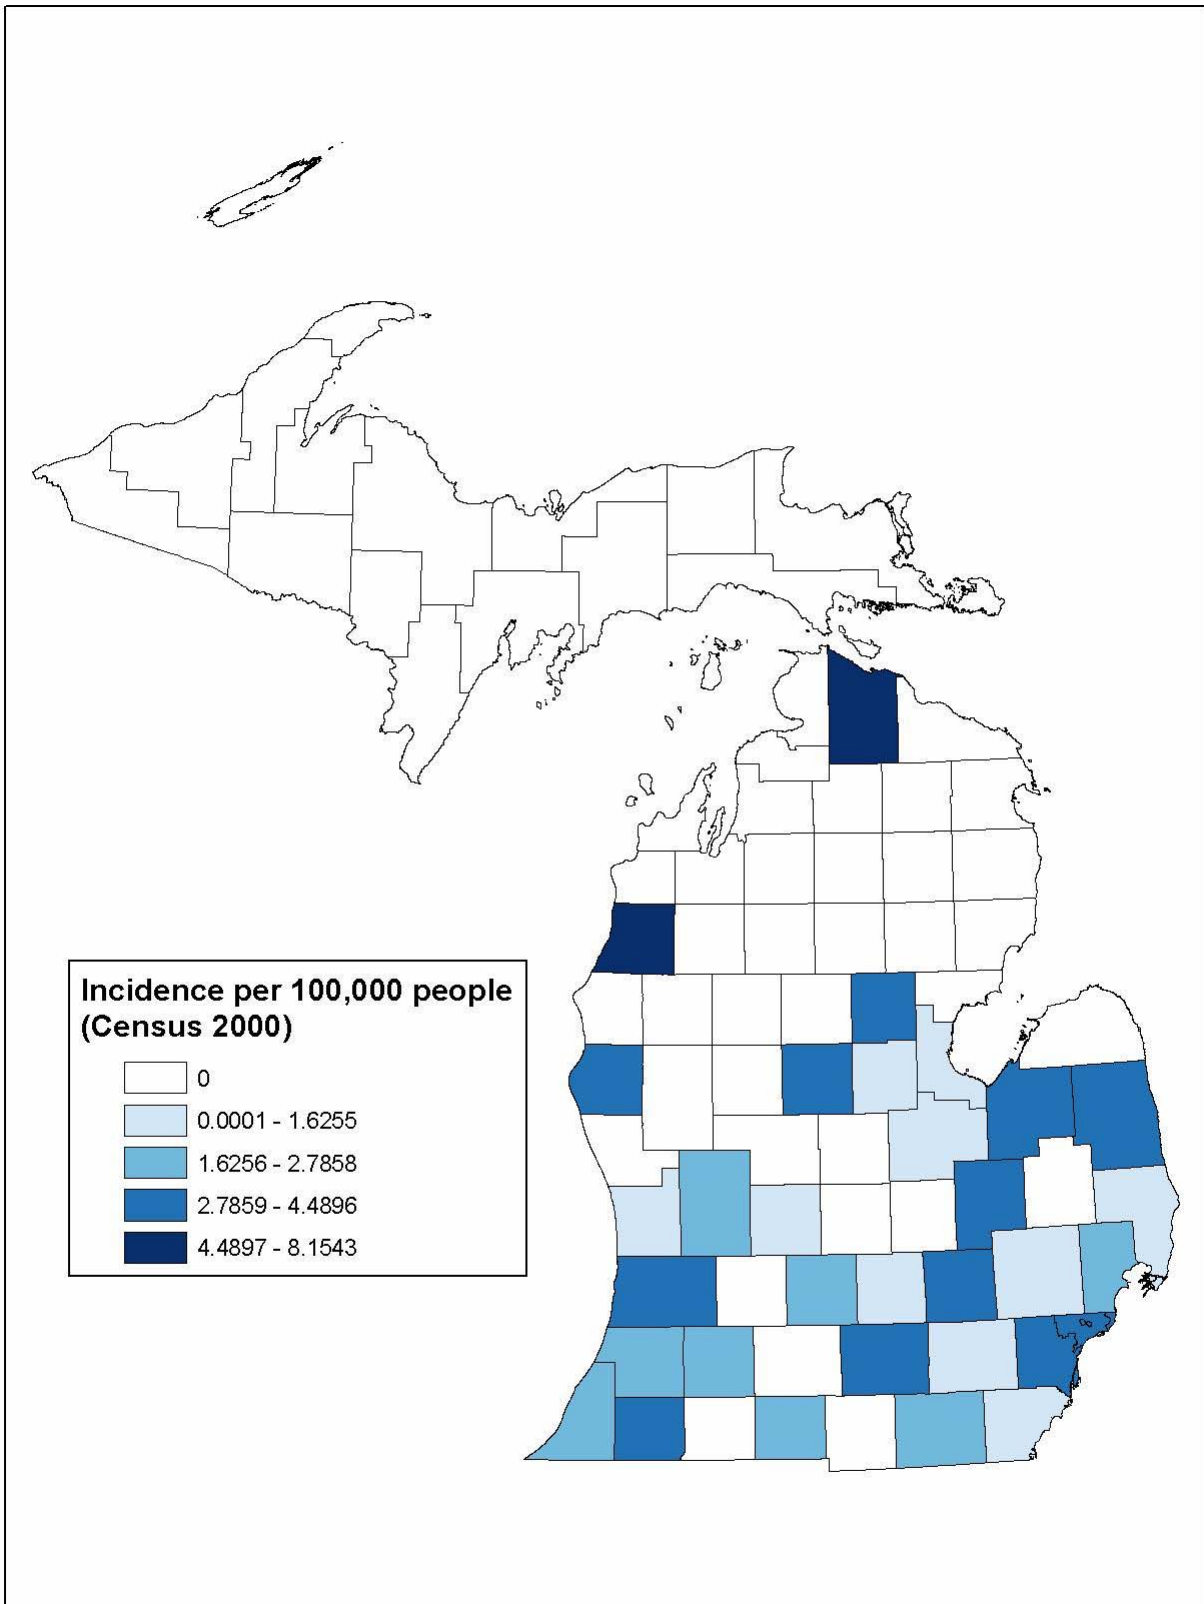 Incidence per 100,000 people
(Census 2000)
0
0.0001 - 1.6255
1.6256 - 2.7858
2.7859 - 4.4896
4.4897 - 8.1543